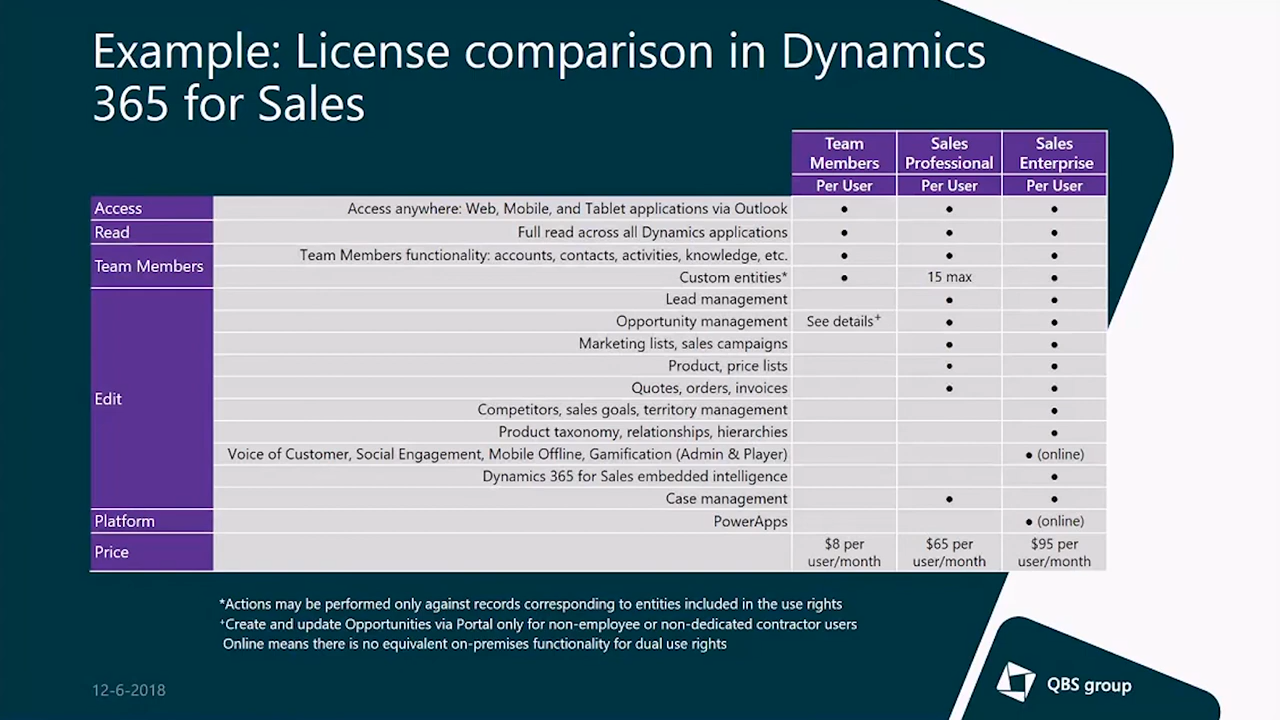 Example: License comparison in Dynamics
365 for Sales
Team Members Sales Professional Sales Enterprise
Per User Per User Per User
Access Access anywhere: Web, Mobile, and Tablet applications via Outlook ● ● ●
Read Full read across all Dynamics applications ● ● ●
Team Members Team Members functionality: accounts, contacts, activities, knowledge, etc. ● ● ●
Custom entities* ● 15 max ●
Edit Lead management ● ●
Opportunity management See details⁺ ● ●
Marketing lists, sales campaigns ● ●
Product, price lists ● ●
Quotes, orders, invoices ● ●
Competitors, sales goals, territory management ●
Product taxonomy, relationships, hierarchies ●
Voice of Customer, Social Engagement, Mobile Offline, Gamification (Admin & Player) ● (online)
Dynamics 365 for Sales embedded intelligence ●
Case management ● ●
Platform PowerApps ● (online)
Price $8 per user/month $65 per user/month $95 per user/month
*Actions may be performed only against records corresponding to entities included in the use rights
⁺Create and update Opportunities via Portal only for non-employee or non-dedicated contractor users
Online means there is no equivalent on-premises functionality for dual use rights
12-6-2018
QBS group